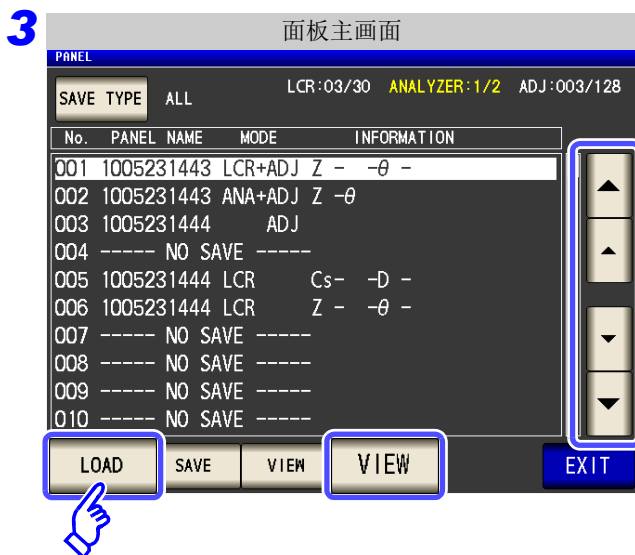 3
面板主画面
PANEL
SAVE TYPE ALL LCR:03/30 ANALYZER:1/2 ADJ:003/128
No. PANEL NAME MODE INFORMATION
001 1005231443 LCR+ADJ Z - -θ -
002 1005231443 ANA+ADJ Z -θ
003 1005231444 ADJ
004 ----- NO SAVE -----
005 1005231444 LCR Cs- -D -
006 1005231444 LCR Z - -θ -
007 ----- NO SAVE -----
008 ----- NO SAVE -----
009 ----- NO SAVE -----
010 ----- NO SAVE -----
LOAD SAVE VIEW VIEW EXIT